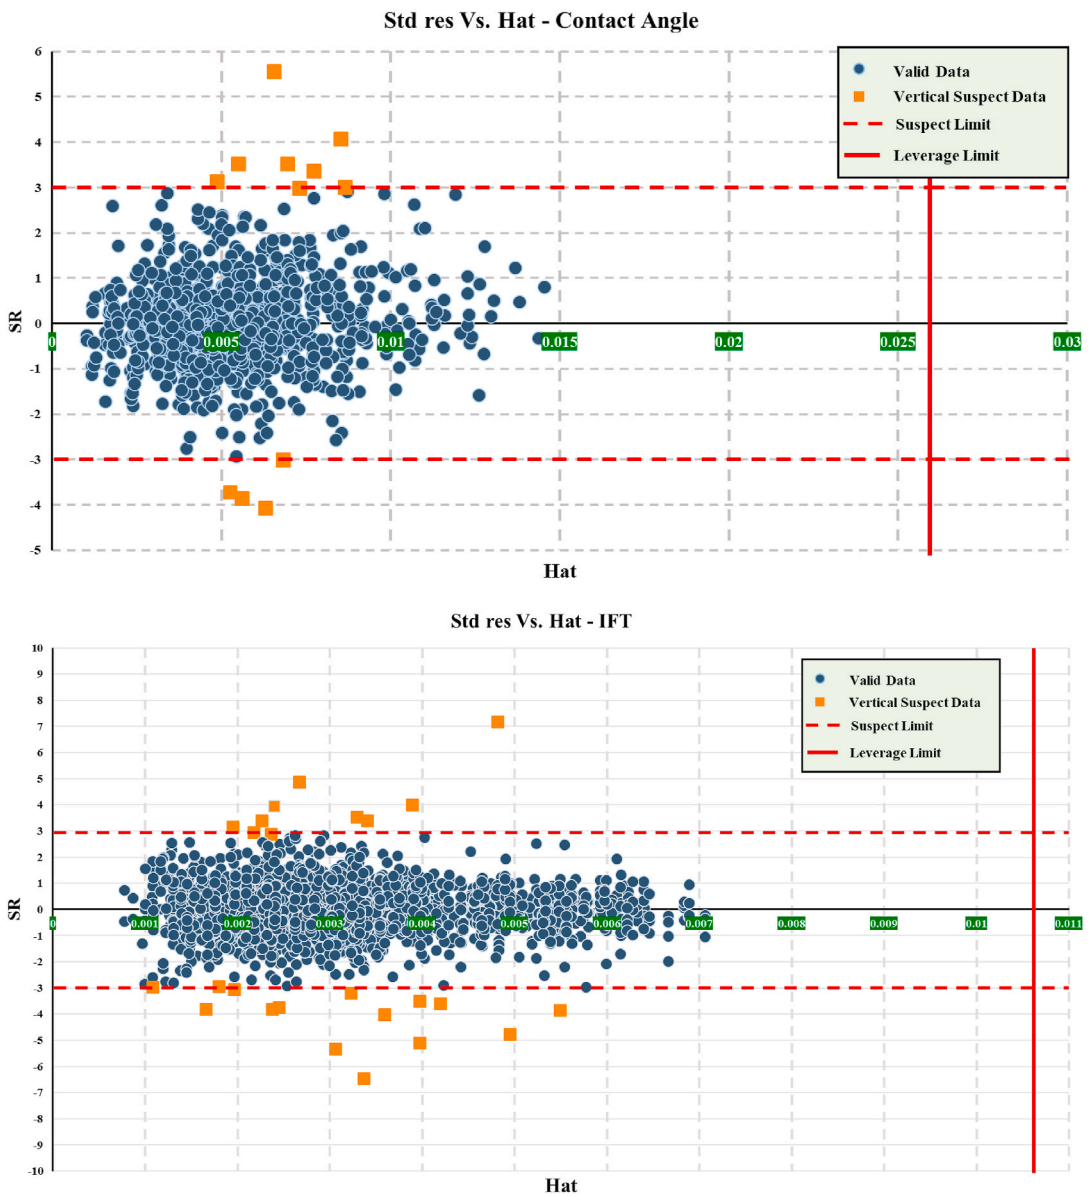 Std res Vs. Hat - Contact Angle
6
5
4
3
2
1
0
-1
-2
-3
-4
-5
SR
0 0.005 0.01 0.015 0.02 0.025 0.03
Hat
Valid Data
Vertical Suspect Data
Suspect Limit
Leverage Limit
Std res Vs. Hat - IFT
10
9
8
7
6
5
4
3
2
1
0
-1
-2
-3
-4
-5
-6
-7
-8
-9
-10
SR
0 0.001 0.002 0.003 0.004 0.005 0.006 0.007 0.008 0.009 0.01 0.011
Hat
Valid Data
Vertical Suspect Data
Suspect Limit
Leverage Limit